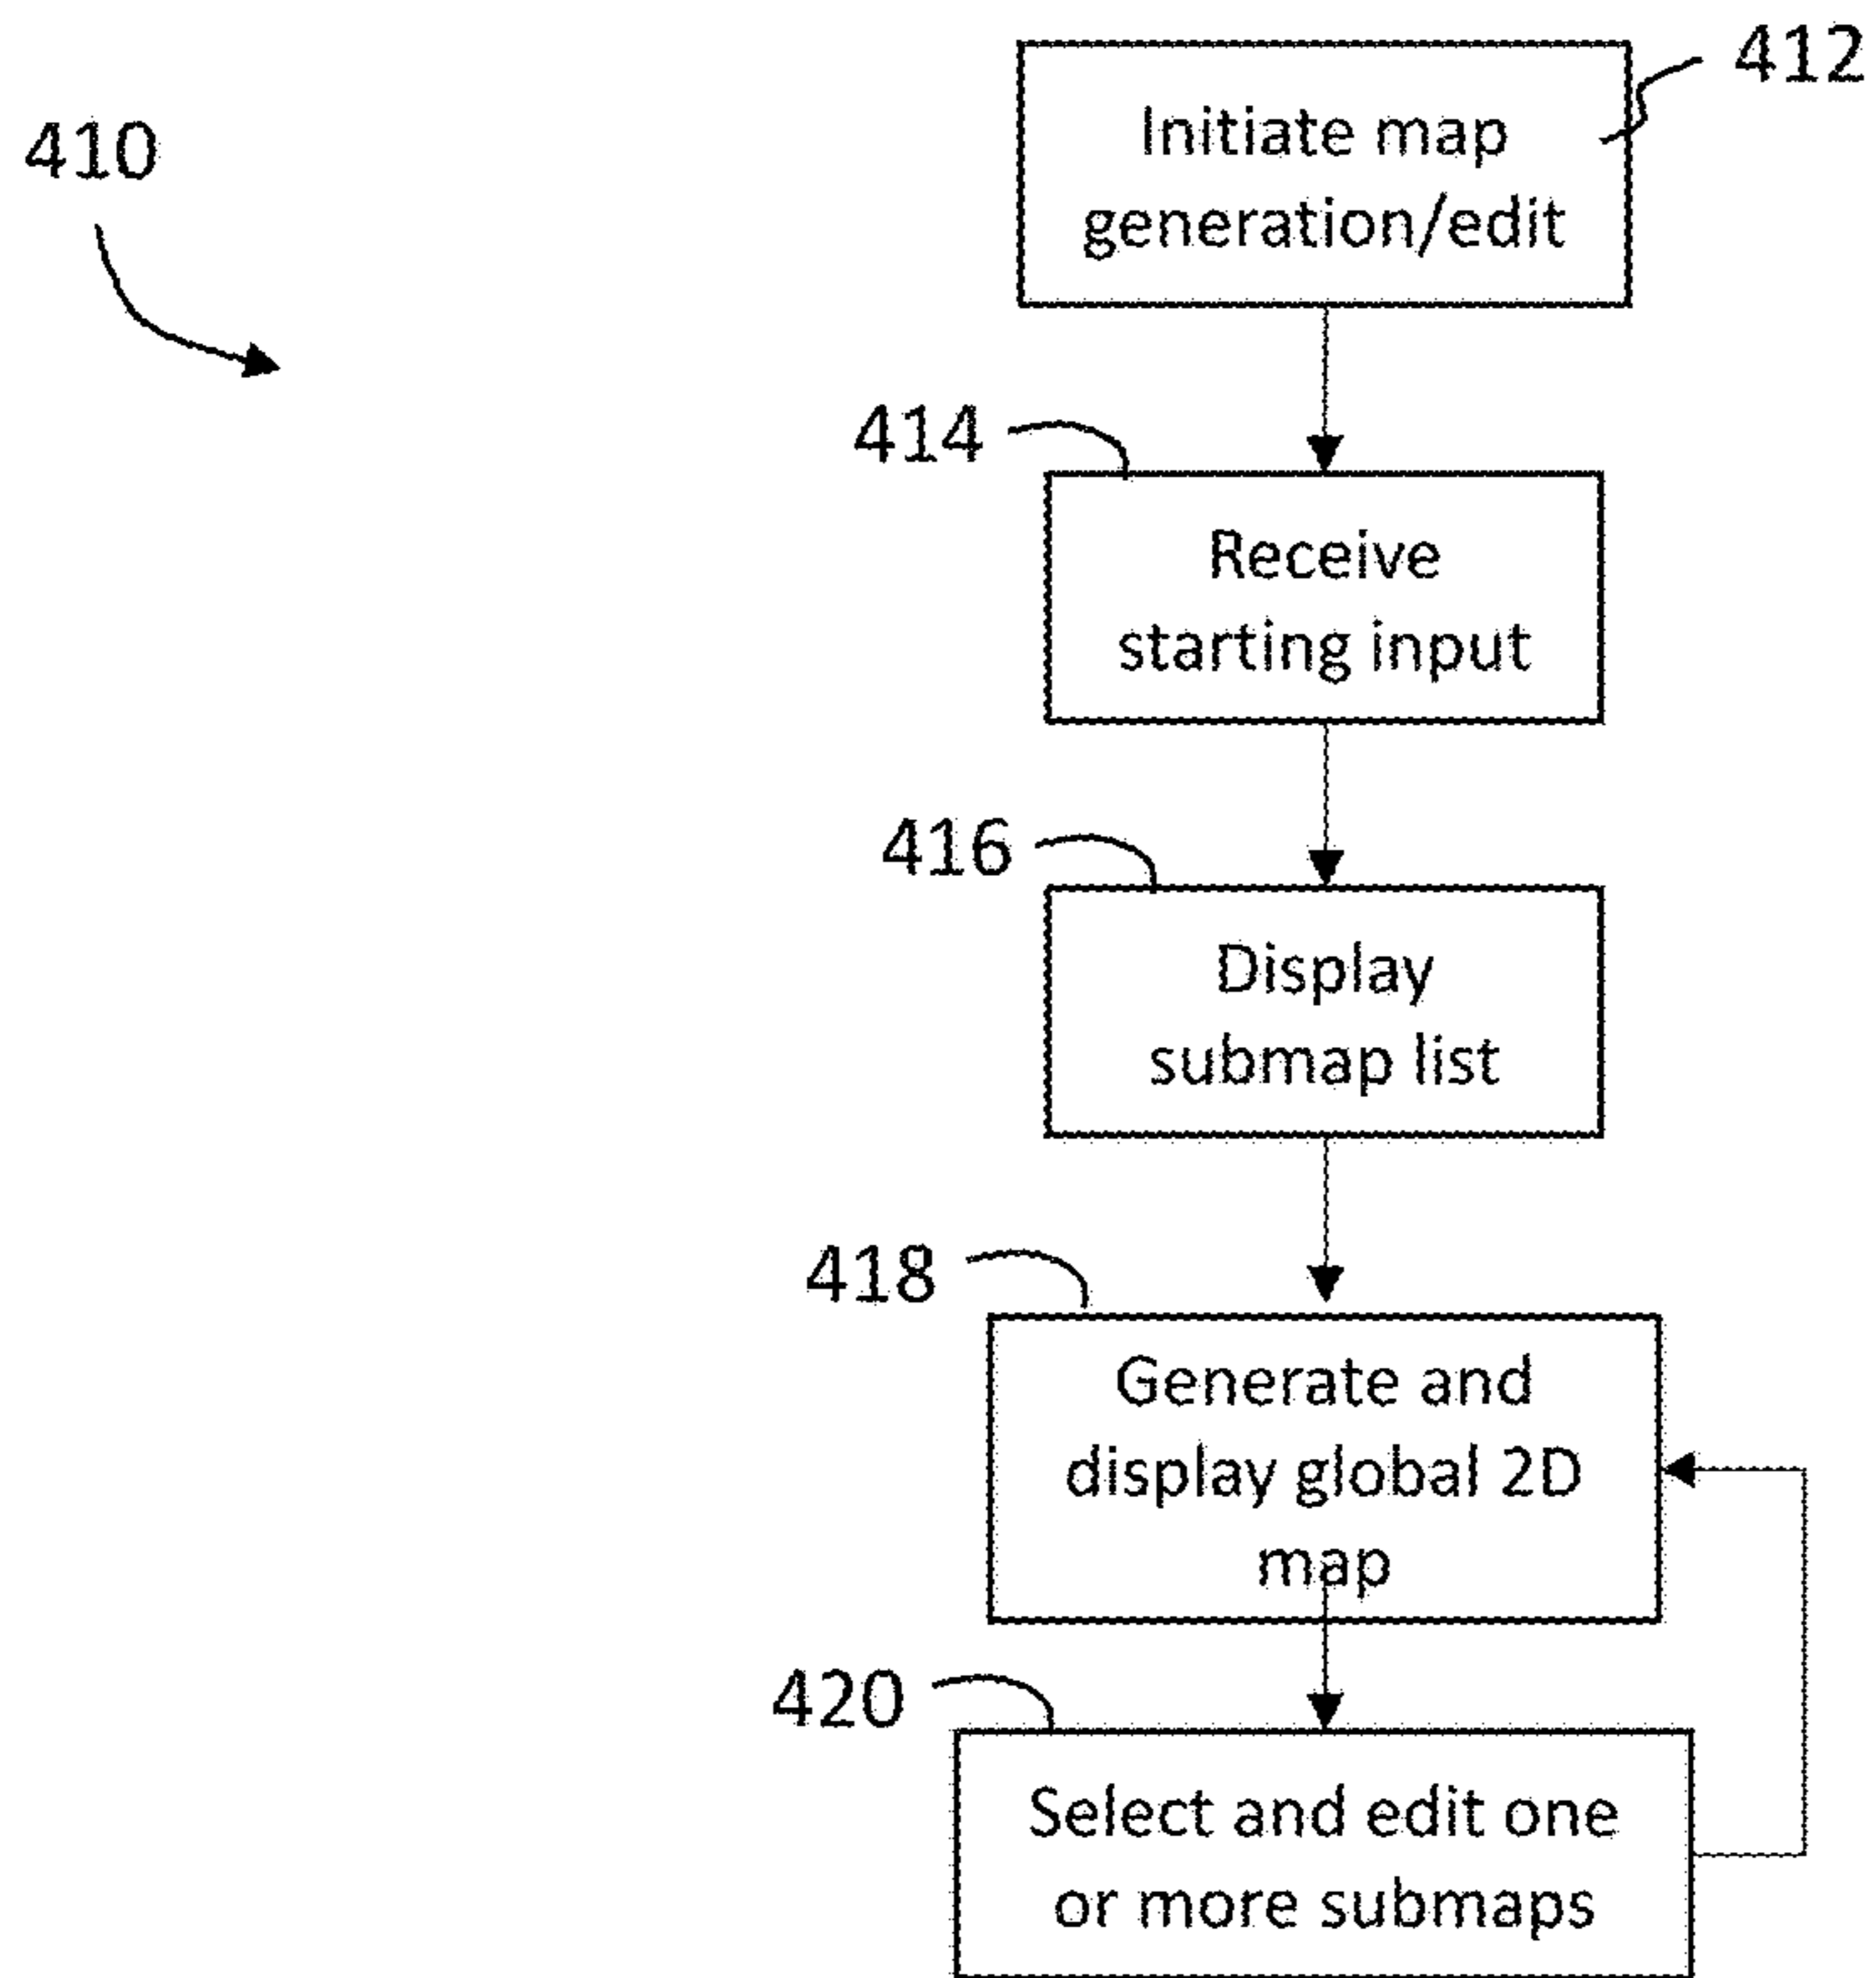 412
Initiate map
generation/edit
410
414
Receive
starting input
416
Display
submap list
418
Generate and
display global 2D
map
420
Select and edit one
or more submaps